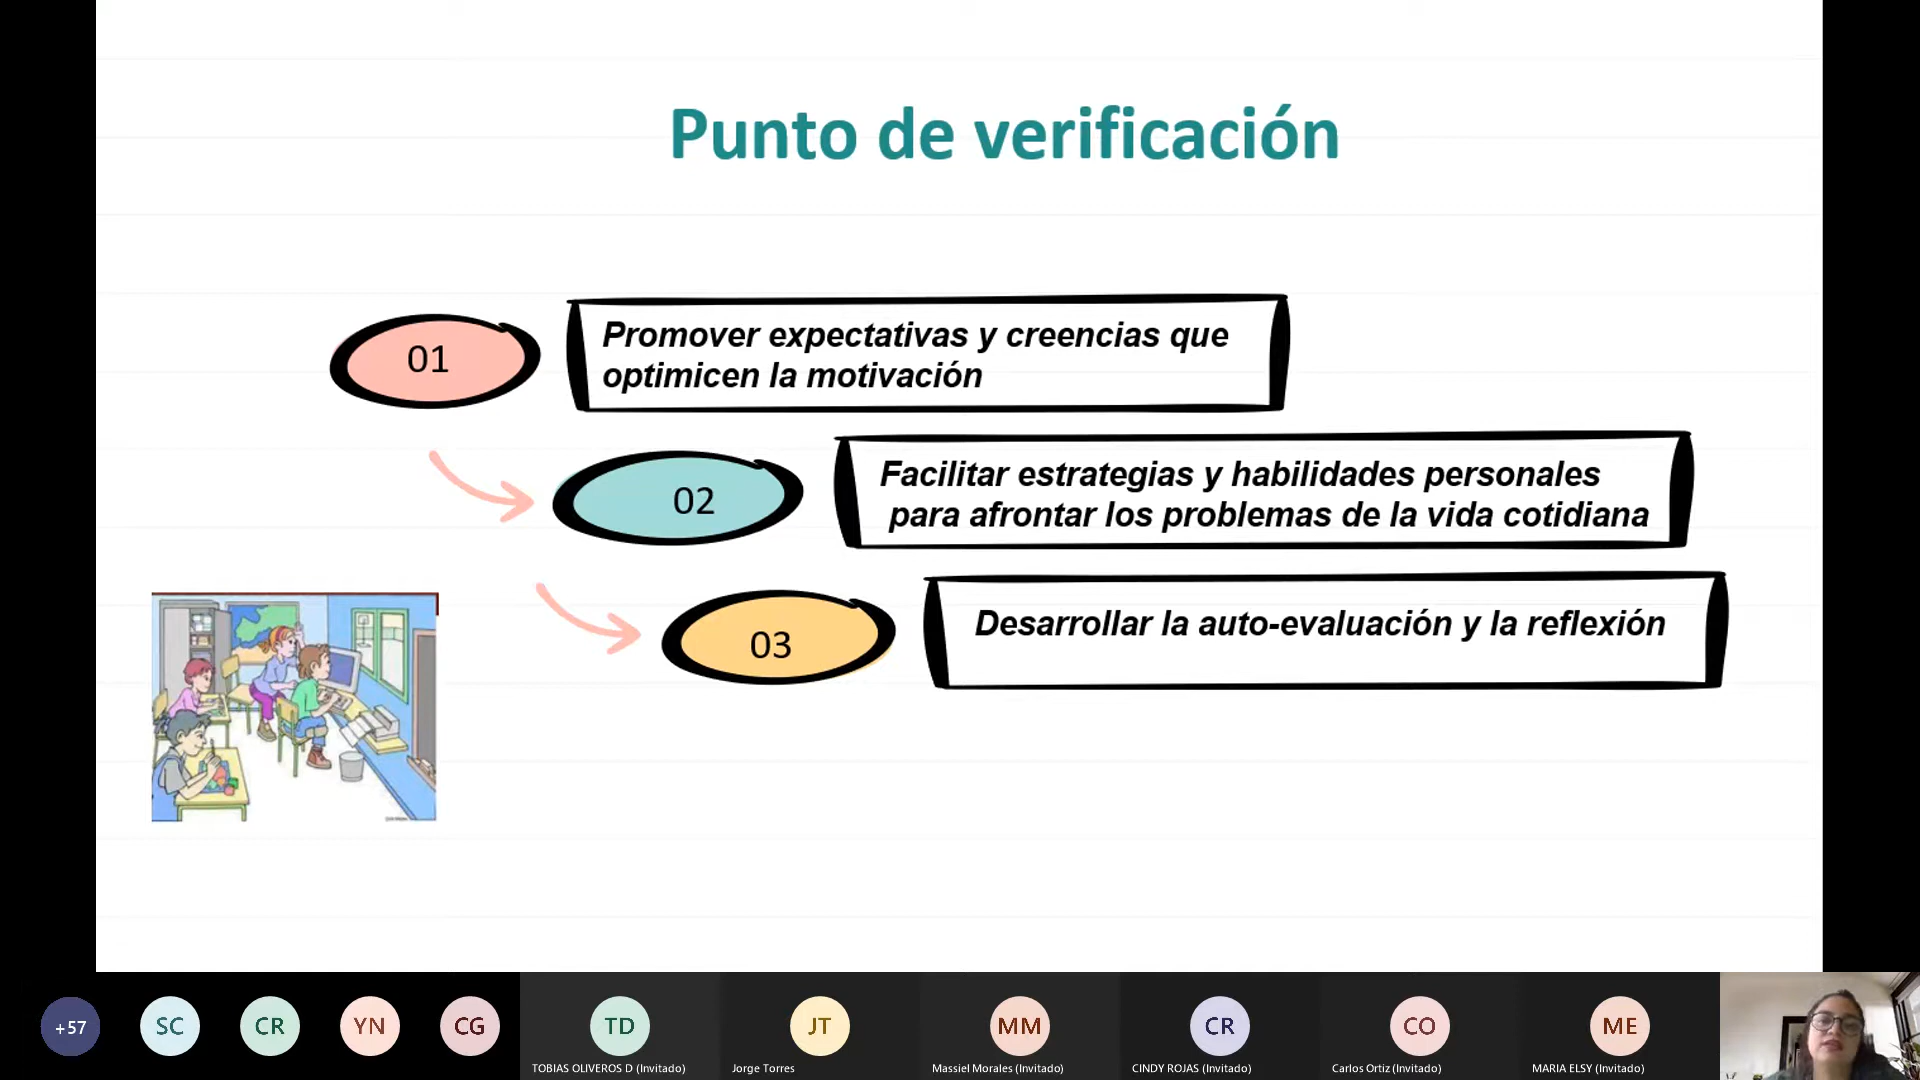 Punto de verificación
01
Promover expectativas y creencias que
optimicen la motivación
02
Facilitar estrategias y habilidades personales
para afrontar los problemas de la vida cotidiana
03
Desarrollar la auto-evaluación y la reflexión
+57
SC
CR
YN
CG
TD
JT
MM
CR
CO
ME
TOBIAS OLIVEROS D (Invitado)
Jorge Torres
Massiel Morales (Invitado)
CINDY ROJAS (Invitado)
Carlos Ortiz (Invitado)
MARIA ELSY (Invitado)